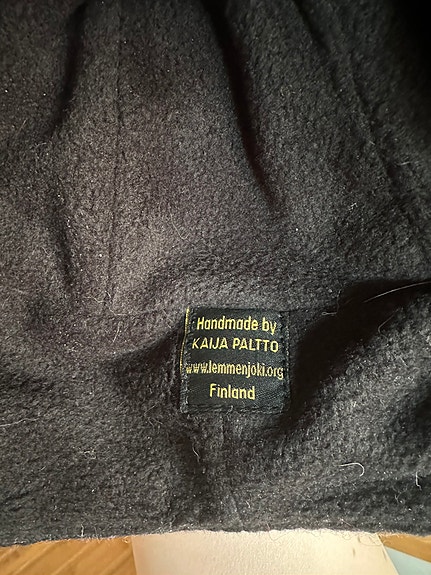 Handmade by
KAIJA PALTTO
www.lemmenjoki.org
Finland